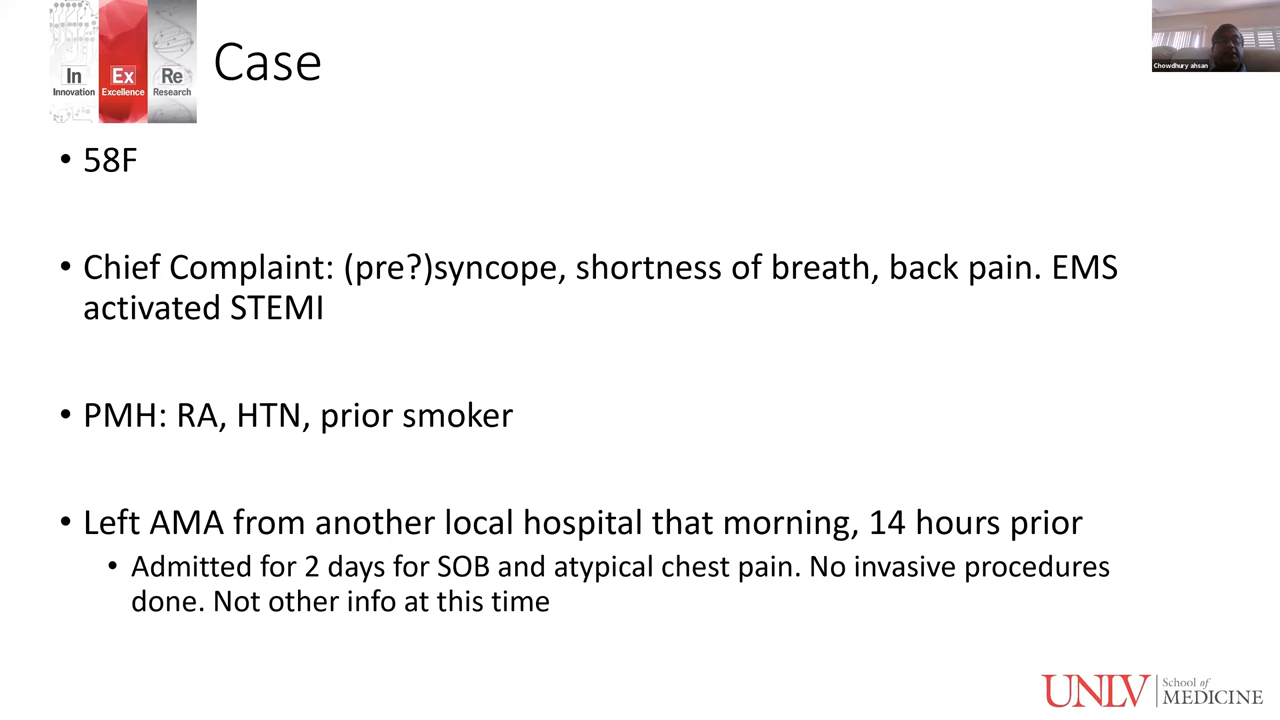 In
Innovation
Ex
Excellence
Re
Research
Case
Chowdhury ahsan
• 58F
• Chief Complaint: (pre?)syncope, shortness of breath, back pain. EMS
activated STEMI
• PMH: RA, HTN, prior smoker
• Left AMA from another local hospital that morning, 14 hours prior
• Admitted for 2 days for SOB and atypical chest pain. No invasive procedures
done. Not other info at this time
UNLV School of
MEDICINE